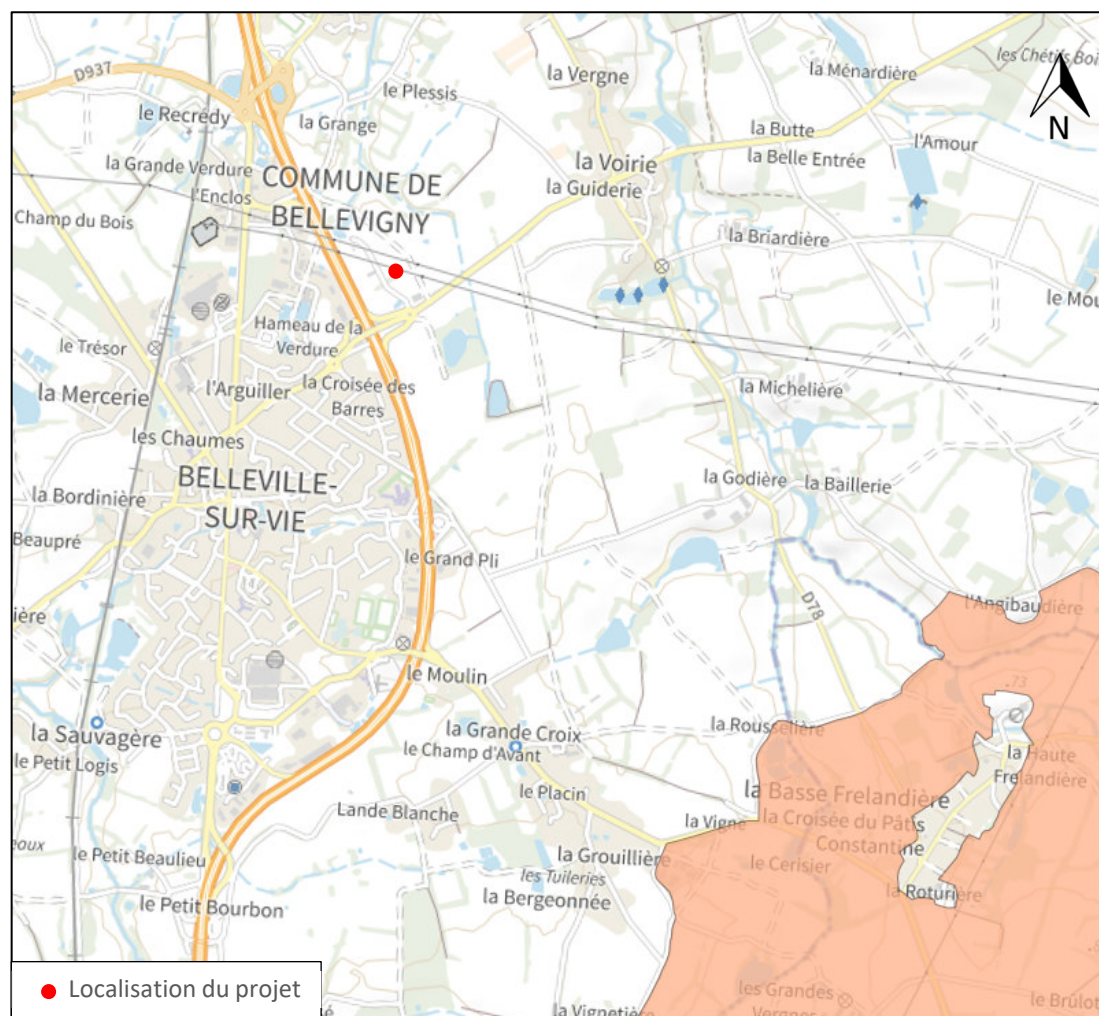 la Vergne
les Chétifs Boi
la Ménardière
D937
le Plessis
le Recrédy
la Grange
la Butte
l'Amour
N
la Voirie
la Belle Entrée
la Grande Verdure
COMMUNE DE
BELLEVIGNY
la Guiderie
l'Enclos
Champ du Bois
la Briardière
le Mou
Hameau de la
Verdure
le Trésor
la Mercerie
l'Arguiller
la Croisée des
Barres
la Michelière
les Chaumes
BELLEVILLE-
SUR-VIE
la Godière
la Baillerie
la Bordinière
Beaupré
le Grand Pli
ière
D78
l'Angibaudière
le Moulin
73
la Sauvagère
la Grande Croix
la Rousselière
le Petit Logis
le Champ d'Avant
la Haute
Frelandière
le Placin
la Basse Frelandière
Lande Blanche
la Vigne
la Croisée du Pâtis
Constantine
eaux
le Petit Beaulieu
la Grouillière
le Cerisier
les Tuileries
la Roturière
le Petit Bourbon
la Bergeonnée
Localisation du projet
les Grandes
Vergnes
le Brûlot
la Vignetière